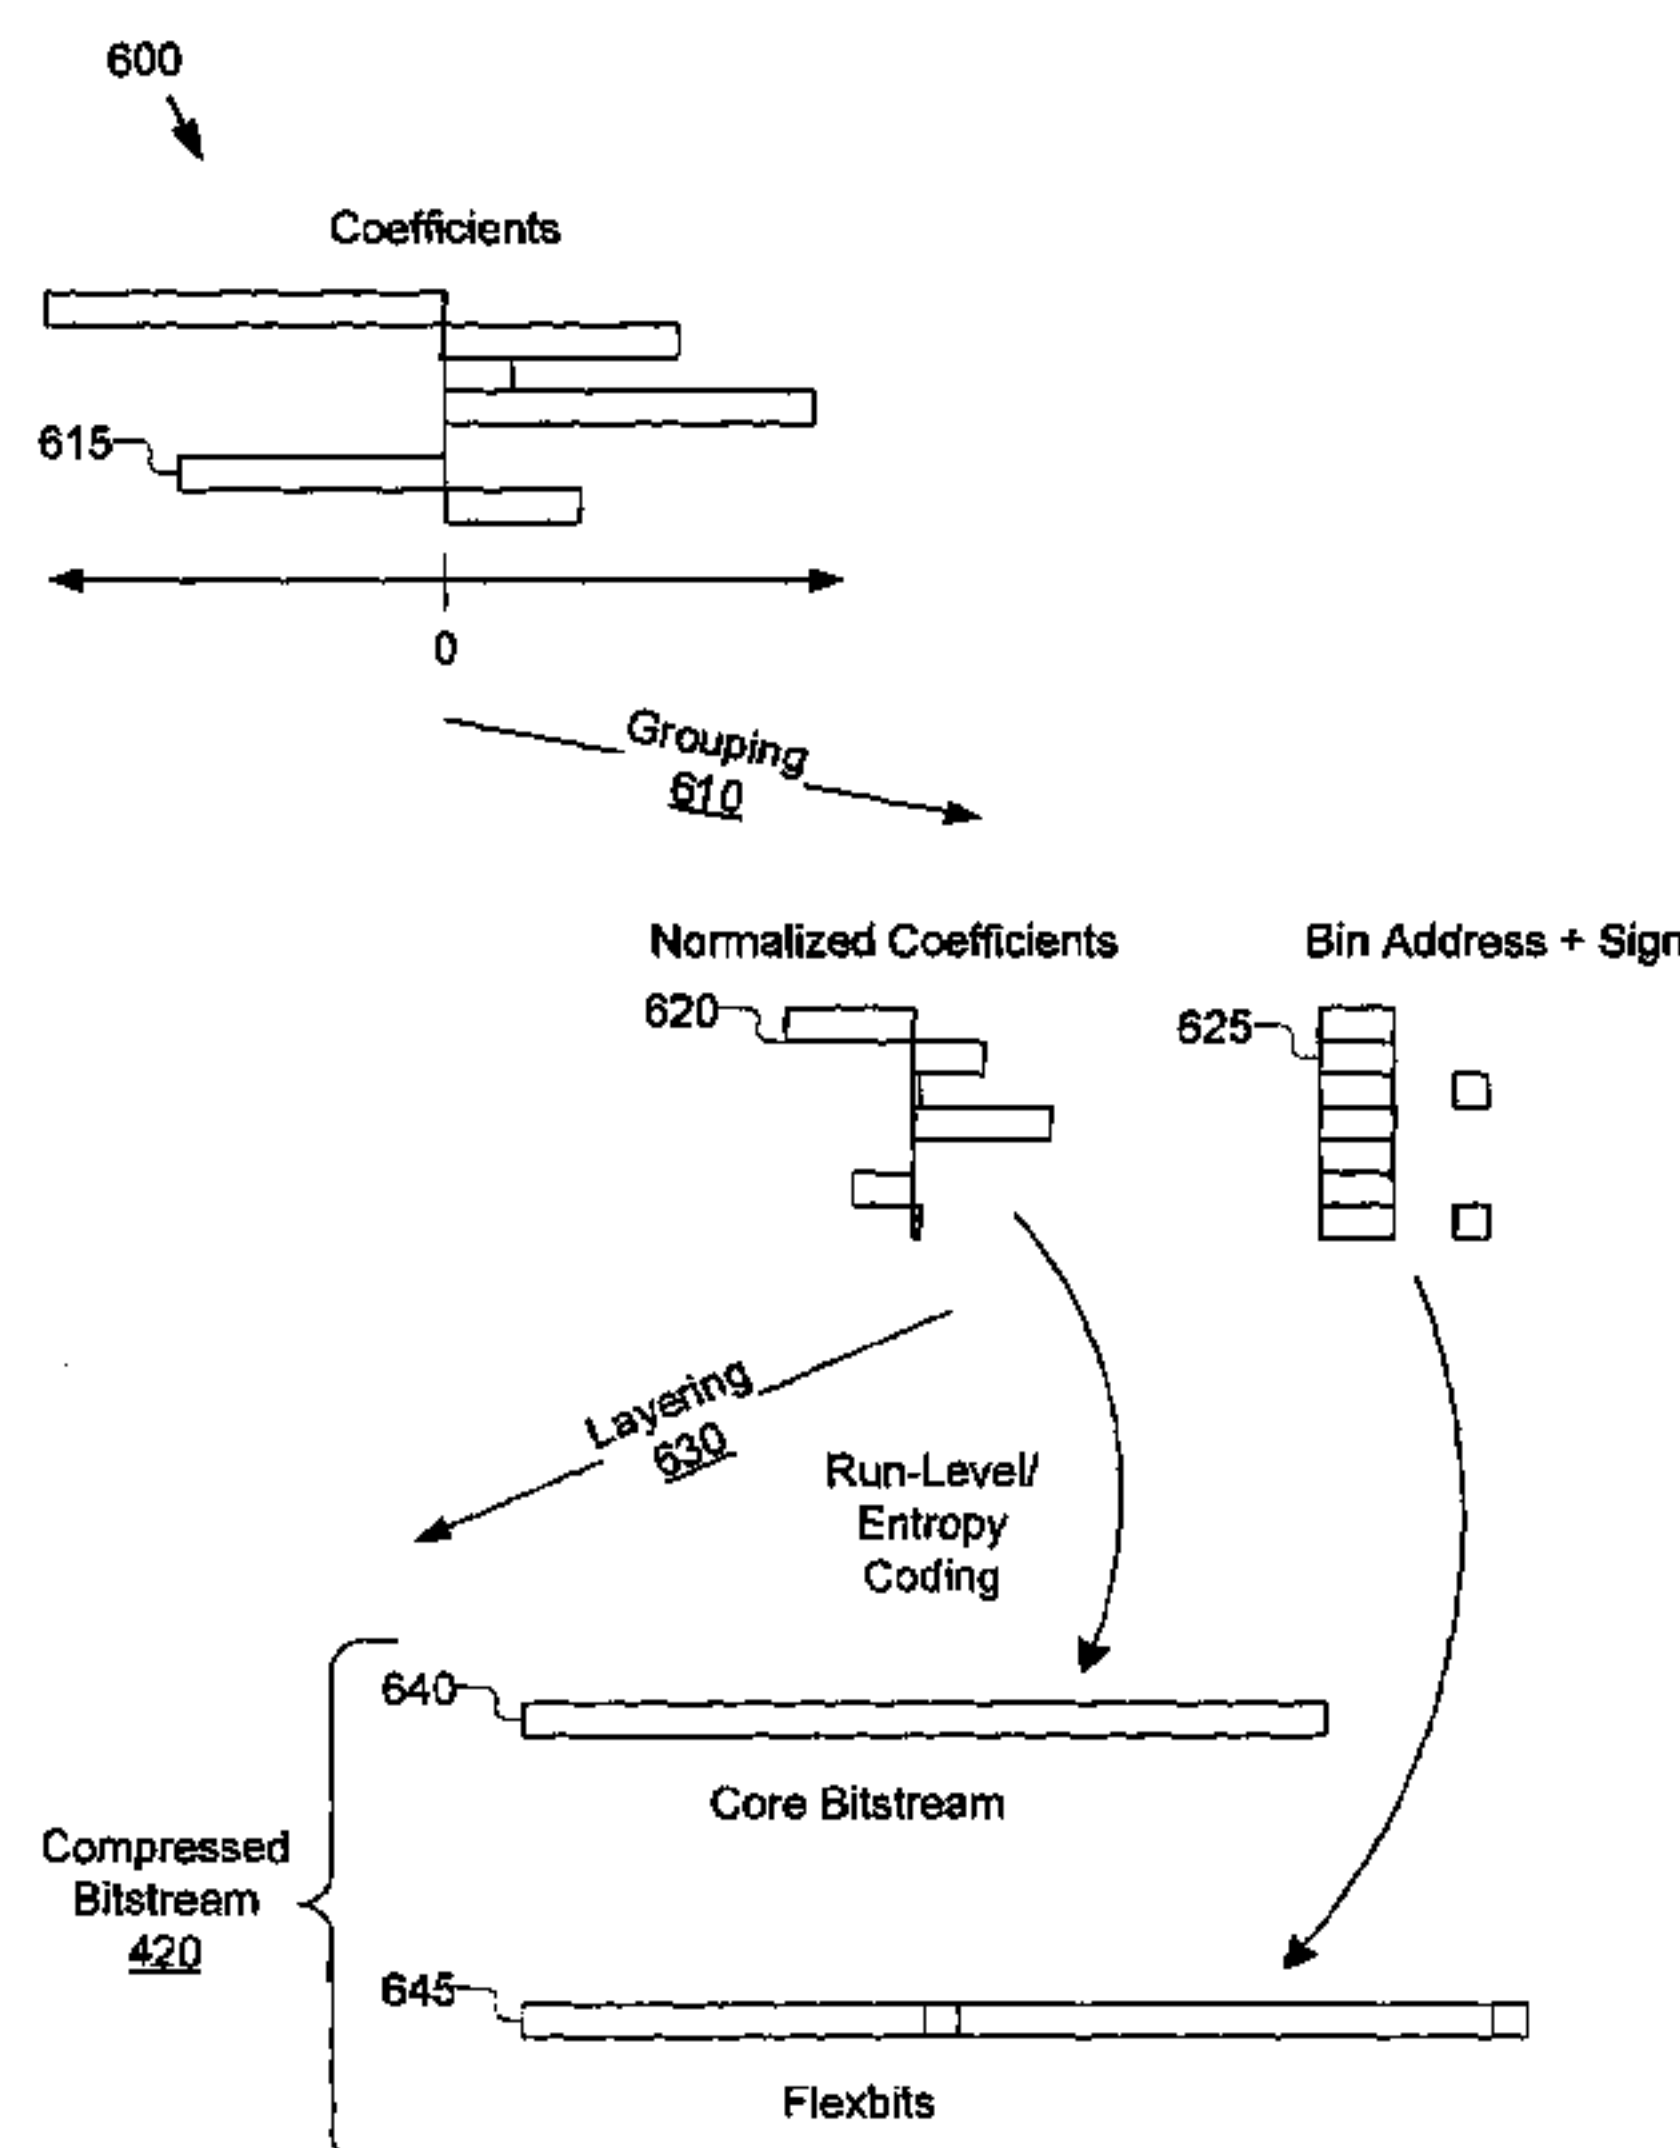 600
Coefficients
615
0
Grouping
610
Normalized Coefficients
Bin Address + Sign
620
625
Layering
630
Run-Level/
Entropy
Coding
640
Core Bitstream
Compressed
Bitstream
420
645
Flexbits